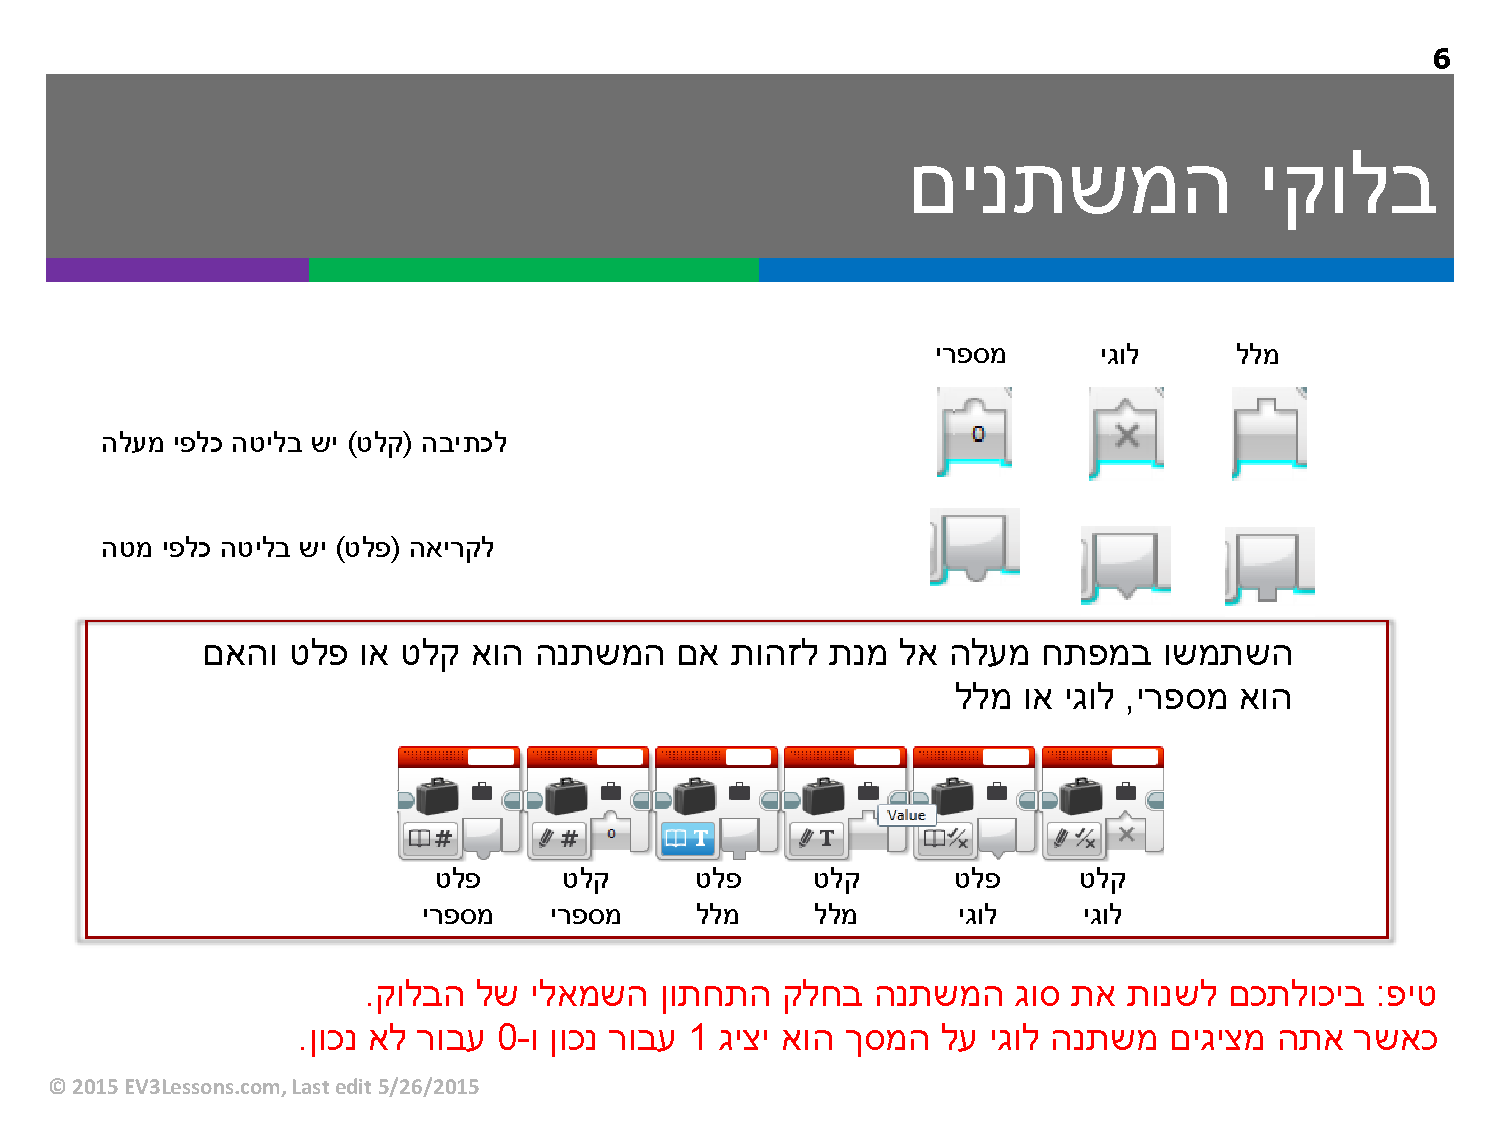 6
בלוקי המשתנים
מספרי לוגי מלל
0
לכתיבה (קלט) יש בליטה כלפי מעלה
לקריאה (פלט) יש בליטה כלפי מטה
השתמשו במפתח מעלה אל מנת לזהות אם המשתנה הוא קלט או פלט והאם
הוא מספרי, לוגי או מלל
Value
# # 0 T T
פלט קלט פלט קלט פלט קלט
מספרי מספרי מלל מלל לוגי לוגי
טיפ: ביכולתכם לשנות את סוג המשתנה בחלק התחתון השמאלי של הבלוק.
כאשר אתה מציגים משתנה לוגי על המסך הוא יציג 1 עבור נכון ו-0 עבור לא נכון.
© 2015 EV3Lessons.com, Last edit 5/26/2015